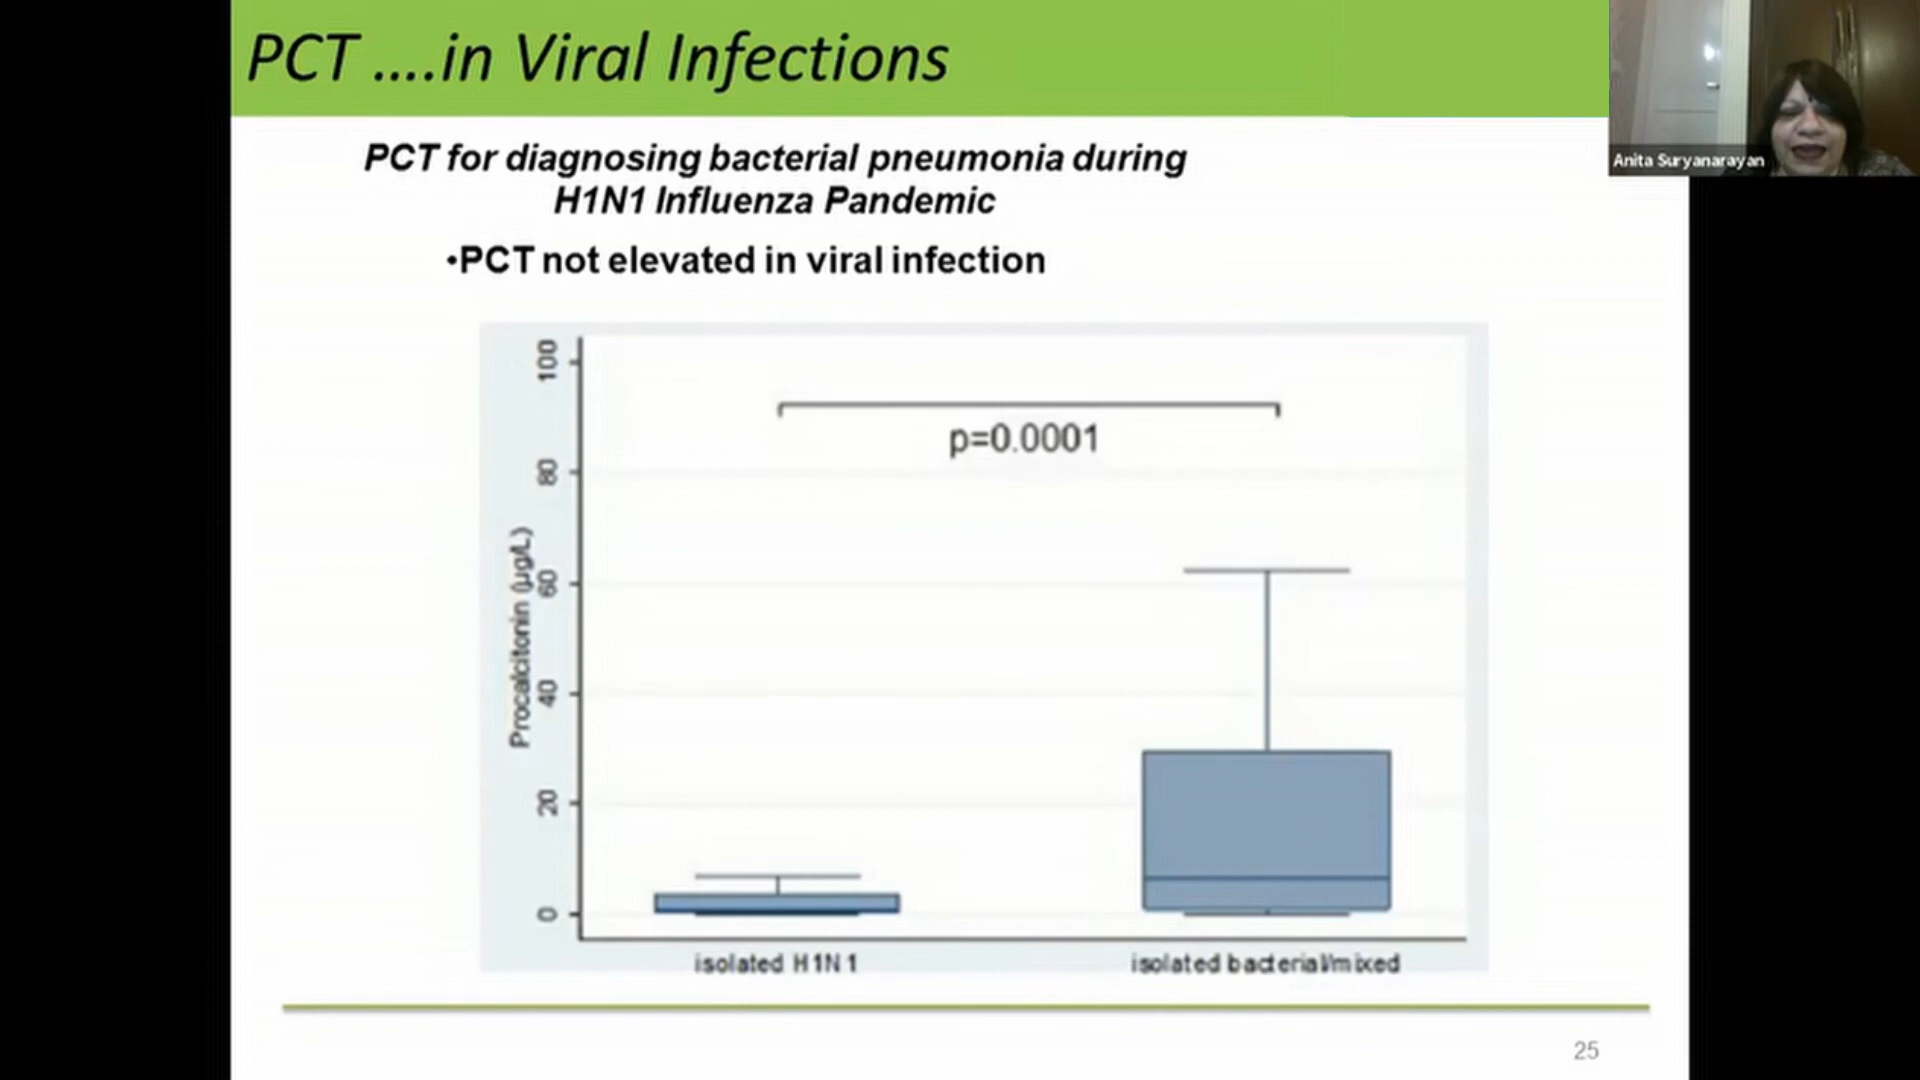 PCT ....in Viral Infections
Anita Suryanarayan
PCT for diagnosing bacterial pneumonia during
H1N1 Influenza Pandemic
•PCT not elevated in viral infection
100
80
60
40
20
0
Procalcitonin (µg/L)
p=0.0001
isolated H1N1
isolated bacterial/mixed
25